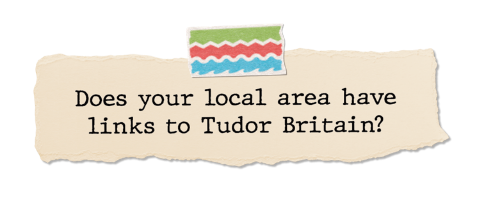 Does your local area have
links to Tudor Britain?